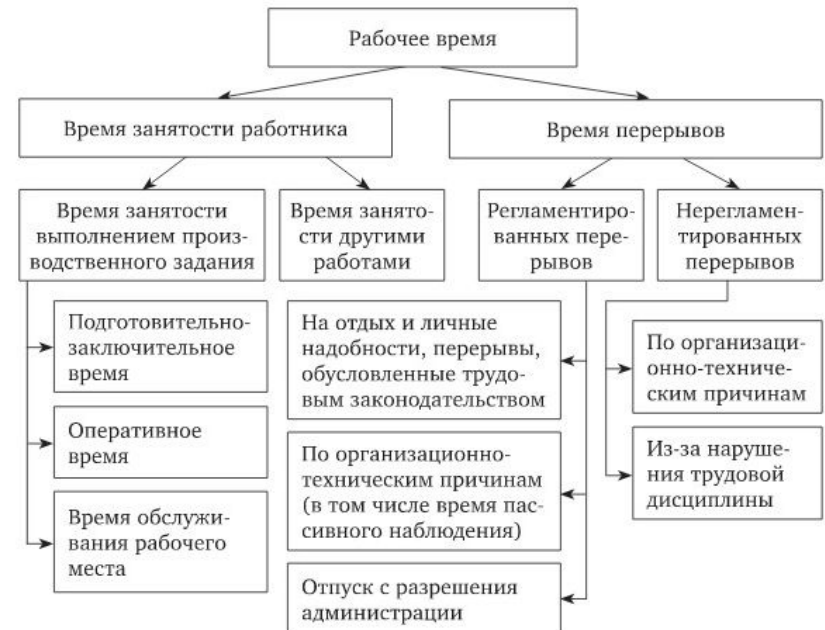 Рабочее время
Время занятости работника
Время перерывов
Время занятости
выполнением произ-
водственного задания
Время занято-
сти другими
работами
Регламентиро-
ванных пере-
рывов
Нерегламен-
тированных
перерывов
Подготовительно-
заключительное
время
Оперативное
время
Время обслужи-
вания рабочего
места
На отдых и личные
надобности, перерывы,
обусловленные трудо-
вым законодательством
По организационно-
техническим причинам
(в том числе время пас-
сивного наблюдения)
Отпуск с разрешения
администрации
По организаци-
онно-техниче-
ским причинам
Из-за наруше-
ния трудовой
дисциплины